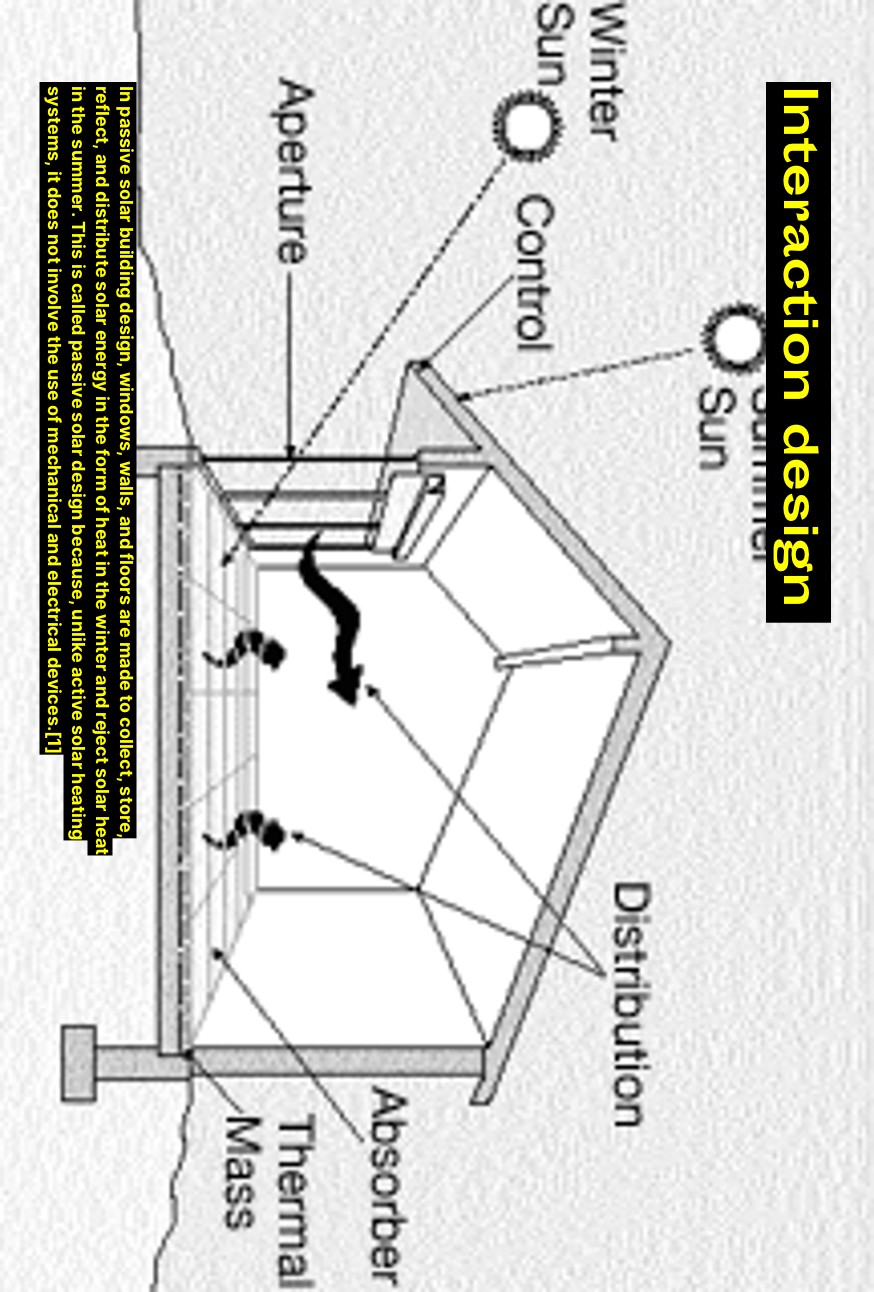 Interaction design
Summer
Sun
Winter
Sun
Control
Aperture
Distribution
Absorber
Thermal
Mass
In passive solar building design, windows, walls, and floors are made to collect, store,
reflect, and distribute solar energy in the form of heat in the winter and reject solar heat
in the summer. This is called passive solar design because, unlike active solar heating
systems, it does not involve the use of mechanical and electrical devices.[1]